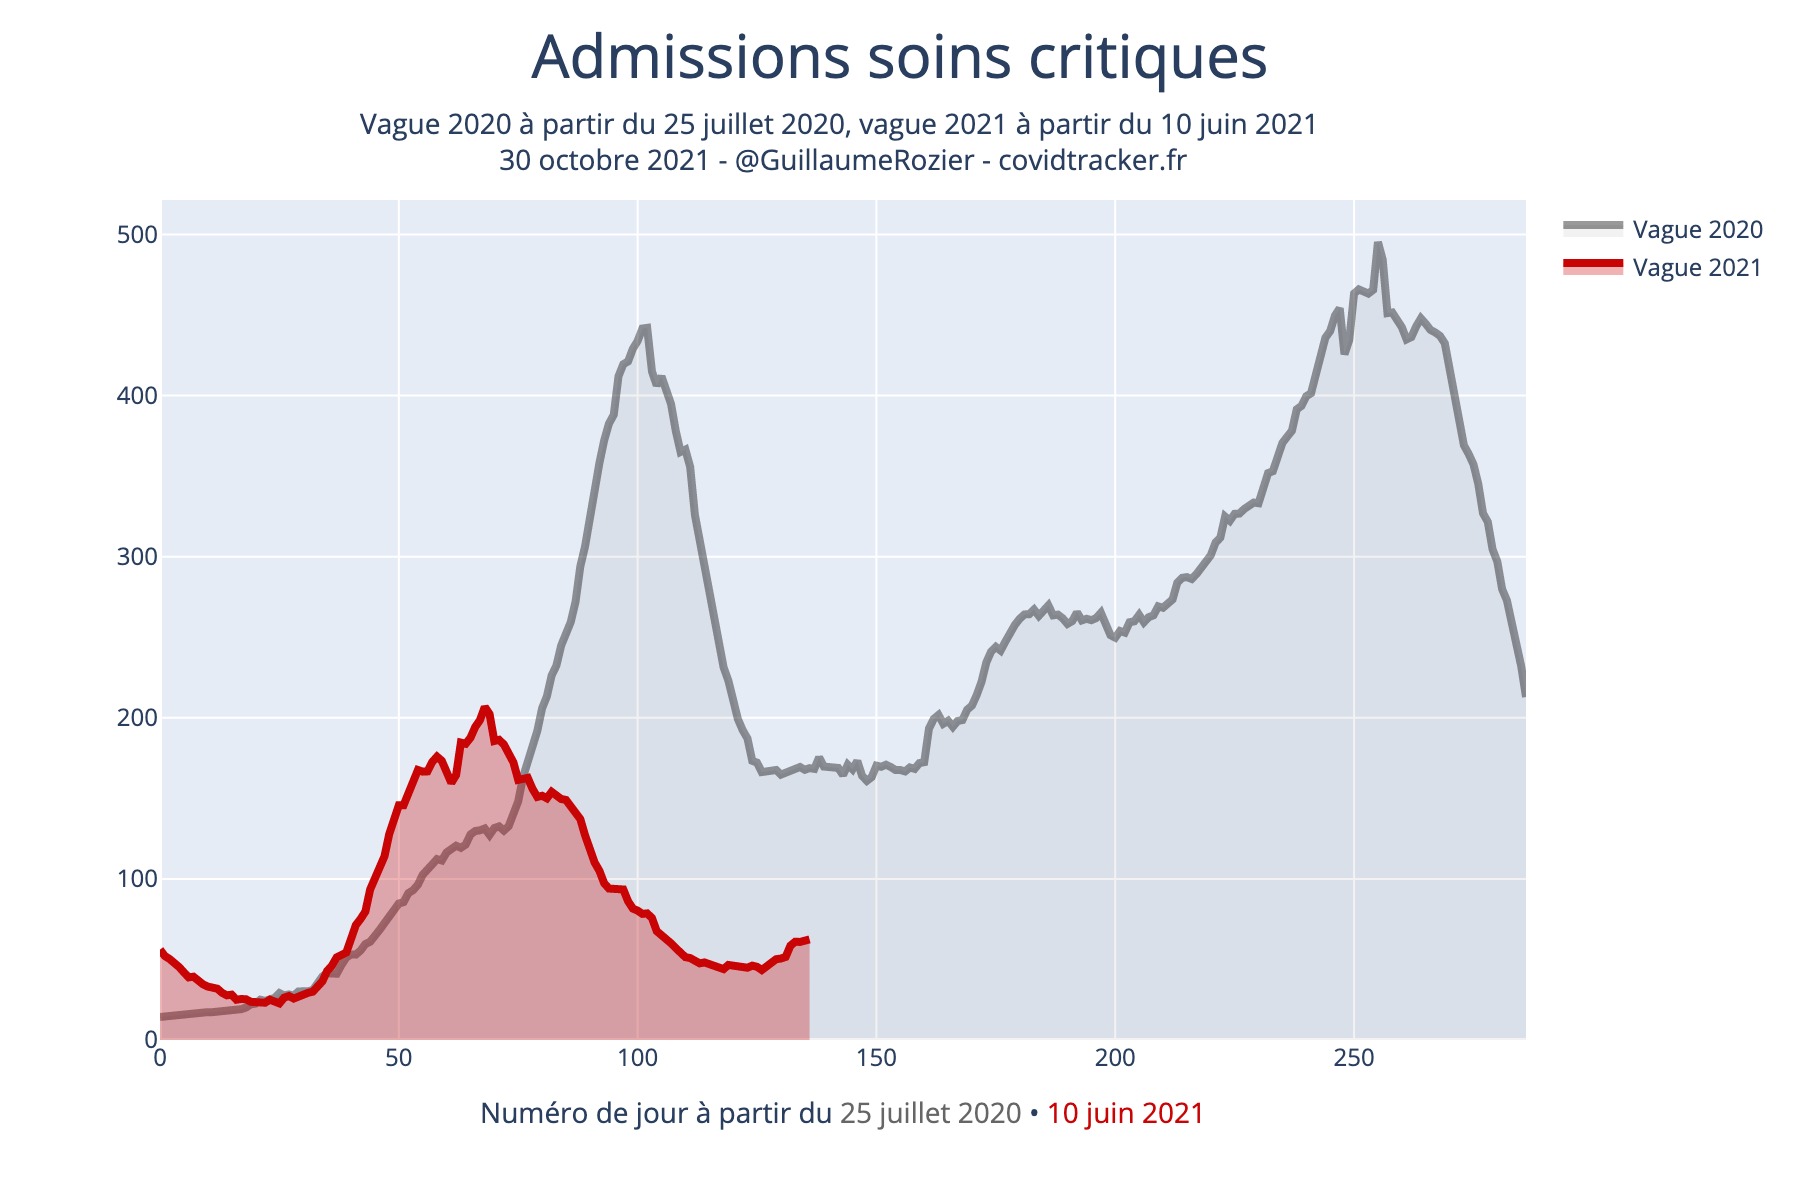 Admissions soins critiques
Vague 2020 à partir du 25 juillet 2020, vague 2021 à partir du 10 juin 2021
30 octobre 2021 - @GuillaumeRozier - covidtracker.fr
Vague 2020
Vague 2021
500
400
300
200
100
0
0 50 100 150 200 250
Numéro de jour à partir du 25 juillet 2020 • 10 juin 2021